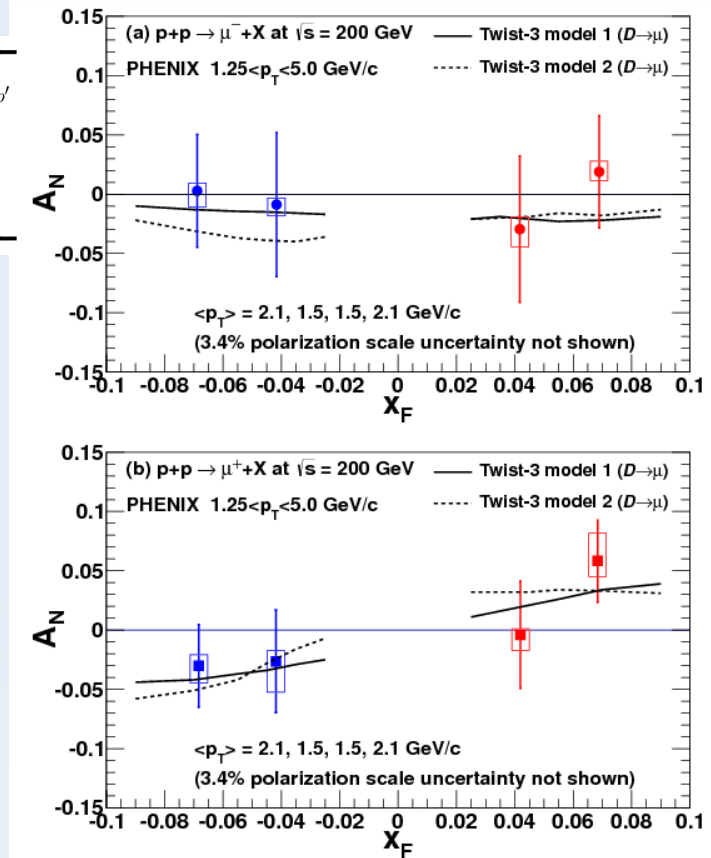 (a) p+p → μ⁻+X at √s = 200 GeV
Twist-3 model 1 (D→μ)
PHENIX 1.25<p_T<5.0 GeV/c
Twist-3 model 2 (D→μ)
0.15
0.1
0.05
0
-0.05
-0.1
-0.15
A_N
<p_T> = 2.1, 1.5, 1.5, 2.1 GeV/c
(3.4% polarization scale uncertainty not shown)
-0.1 -0.08 -0.06 -0.04 -0.02 0 0.02 0.04 0.06 0.08 0.1
x_F
(b) p+p → μ⁺+X at √s = 200 GeV
Twist-3 model 1 (D→μ)
PHENIX 1.25<p_T<5.0 GeV/c
Twist-3 model 2 (D→μ)
0.15
0.1
0.05
0
-0.05
-0.1
-0.15
A_N
<p_T> = 2.1, 1.5, 1.5, 2.1 GeV/c
(3.4% polarization scale uncertainty not shown)
-0.1 -0.08 -0.06 -0.04 -0.02 0 0.02 0.04 0.06 0.08 0.1
x_F